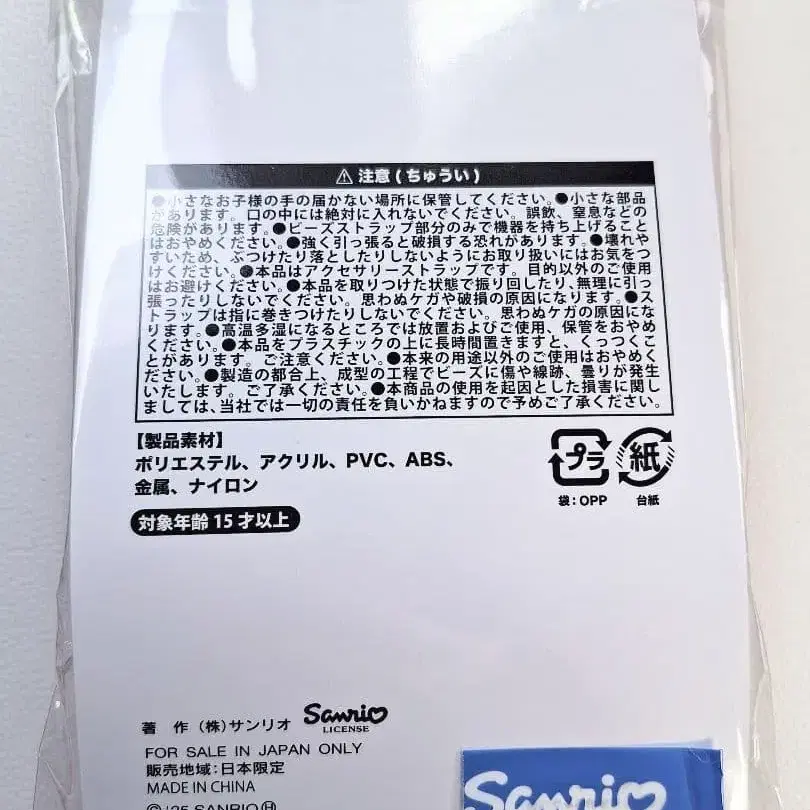 ⚠ 注意 ( ちゅうい )
●小さなお子様の手の届かない場所に保管してください。●小さな部品
があります。口の中には絶対に入れないでください。誤飲、窒息などの
危険があります。●ビーズストラップ部分のみで機器を持ち上げること
はおやめください。●強く引っ張ると破損する恐れがあります。●壊れや
すいため、ぶつけたり落としたりしないようにお取り扱いにはお気をつ
けください。●本品はアクセサリーストラップです。目的以外のご使用
はお避けください。●本品を取りつけた状態で振り回したり、無理に引っ
張ったりしないでください。思わぬケガや破損の原因になります。●ス
トラップは指に巻きつけたりしないでください。思わぬケガの原因にな
ります。●高温多湿になるところでは放置およびご使用、保管をおやめ
ください。●本品をプラスチックの上に長時間置きますと、くっつくこ
とがあります。ご注意ください。●本来の用途以外のご使用はおやめく
ださい。●製造の都合上、成型の工程でビーズに傷や線跡、曇りが発生
いたします。ご了承ください。●本商品の使用を起因とした損害に関し
ましては、当社では一切の責任を負いかねますので予めご了承ください。
【製品素材】
ポリエステル、アクリル、PVC、ABS、
金属、ナイロン
プラ 紙
袋：OPP 台紙
対象年齢 15 才以上
著 作 (株)サンリオ Sanrio
LICENSE
FOR SALE IN JAPAN ONLY
販売地域：日本限定
MADE IN CHINA
©'25 SANRIO Ⓗ
Sanrio